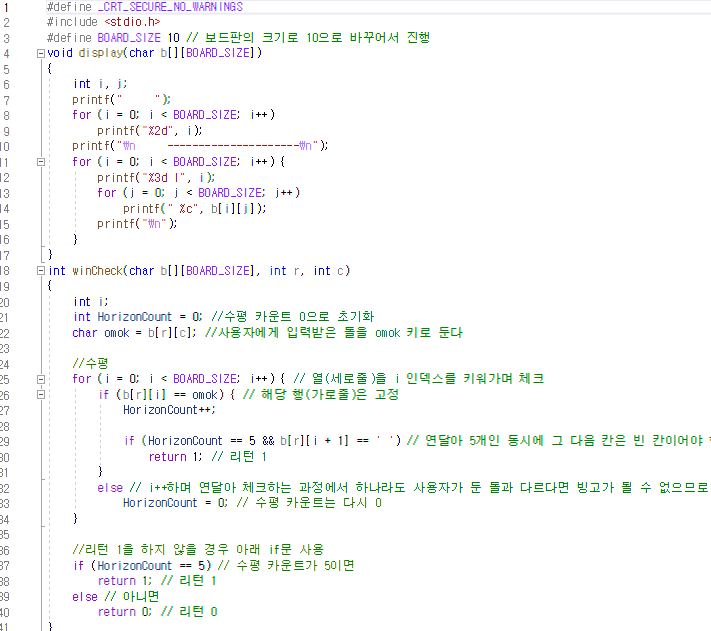 1 #define _CRT_SECURE_NO_WARNINGS
2 #include <stdio.h>
3 #define BOARD_SIZE 10 // 보드판의 크기로 10으로 바꾸어서 진행
4 void display(char b[][BOARD_SIZE])
5 {
6 int i, j;
7 printf("     ");
8 for (i = 0; i < BOARD_SIZE; i++)
9 printf("%2d", i);
10 printf("₩n    ---------------------₩n");
11 for (i = 0; i < BOARD_SIZE; i++) {
12 printf("%3d |", i);
13 for (j = 0; j < BOARD_SIZE; j++)
14 printf(" %c", b[i][j]);
15 printf("₩n");
16 }
17 }
18 int winCheck(char b[][BOARD_SIZE], int r, int c)
19 {
20 int i;
21 int HorizonCount = 0; //수평 카운트 0으로 초기화
22 char omok = b[r][c]; //사용자에게 입력받은 돌을 omok 키로 둔다
23
24 //수평
25 for (i = 0; i < BOARD_SIZE; i++) { // 열(세로줄)을 i 인덱스를 키워가며 체크
26 if (b[r][i] == omok) { // 해당 행(가로줄)은 고정
27 HorizonCount++;
28
29 if (HorizonCount == 5 && b[r][i + 1] == ' ') // 연달아 5개인 동시에 그 다음 칸은 빈 칸이어야
30 return 1; // 리턴 1
31 }
32 else // i++하며 연달아 체크하는 과정에서 하나라도 사용자가 둔 돌과 다르다면 빙고가 될 수 없으므로
33 HorizonCount = 0; // 수평 카운트는 다시 0
34 }
35
36 //리턴 1을 하지 않을 경우 아래 if문 사용
37 if (HorizonCount == 5) // 수평 카운트가 5이면
38 return 1; // 리턴 1
39 else // 아니면
40 return 0; // 리턴 0
41 }